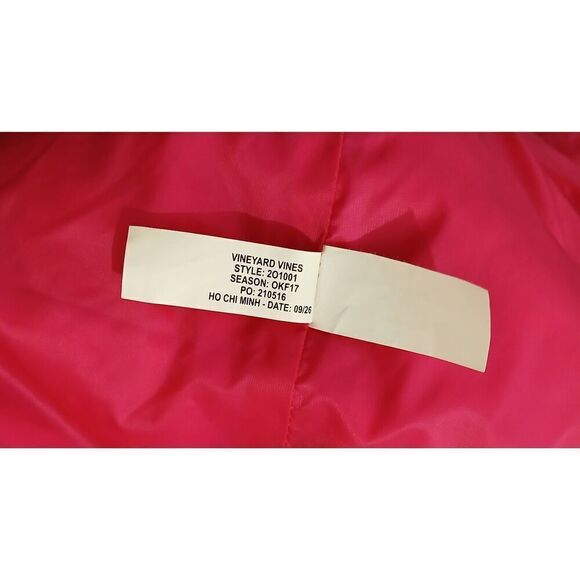 VINEYARD VINES
STYLE: 2O1001
SEASON: OKF17
PO: 210516
HO CHI MINH - DATE: 09/26